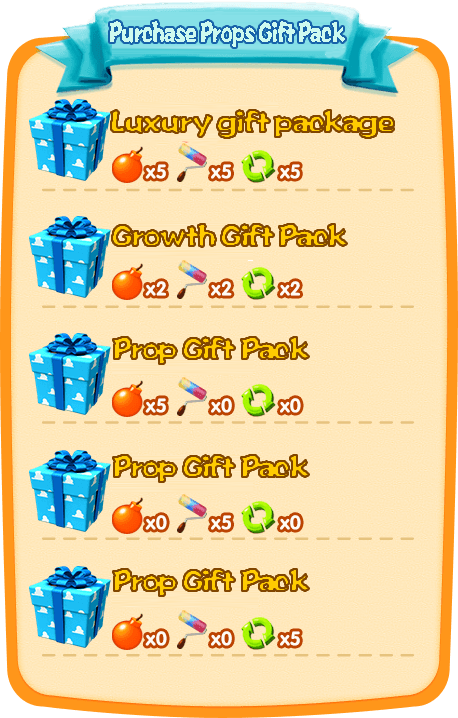 Purchase Props Gift Pack
Luxury gift package
x5 x5 x5
Growth Gift Pack
x2 x2 x2
Prop Gift Pack
x5 x0 x0
Prop Gift Pack
x0 x5 x0
Prop Gift Pack
x0 x0 x5